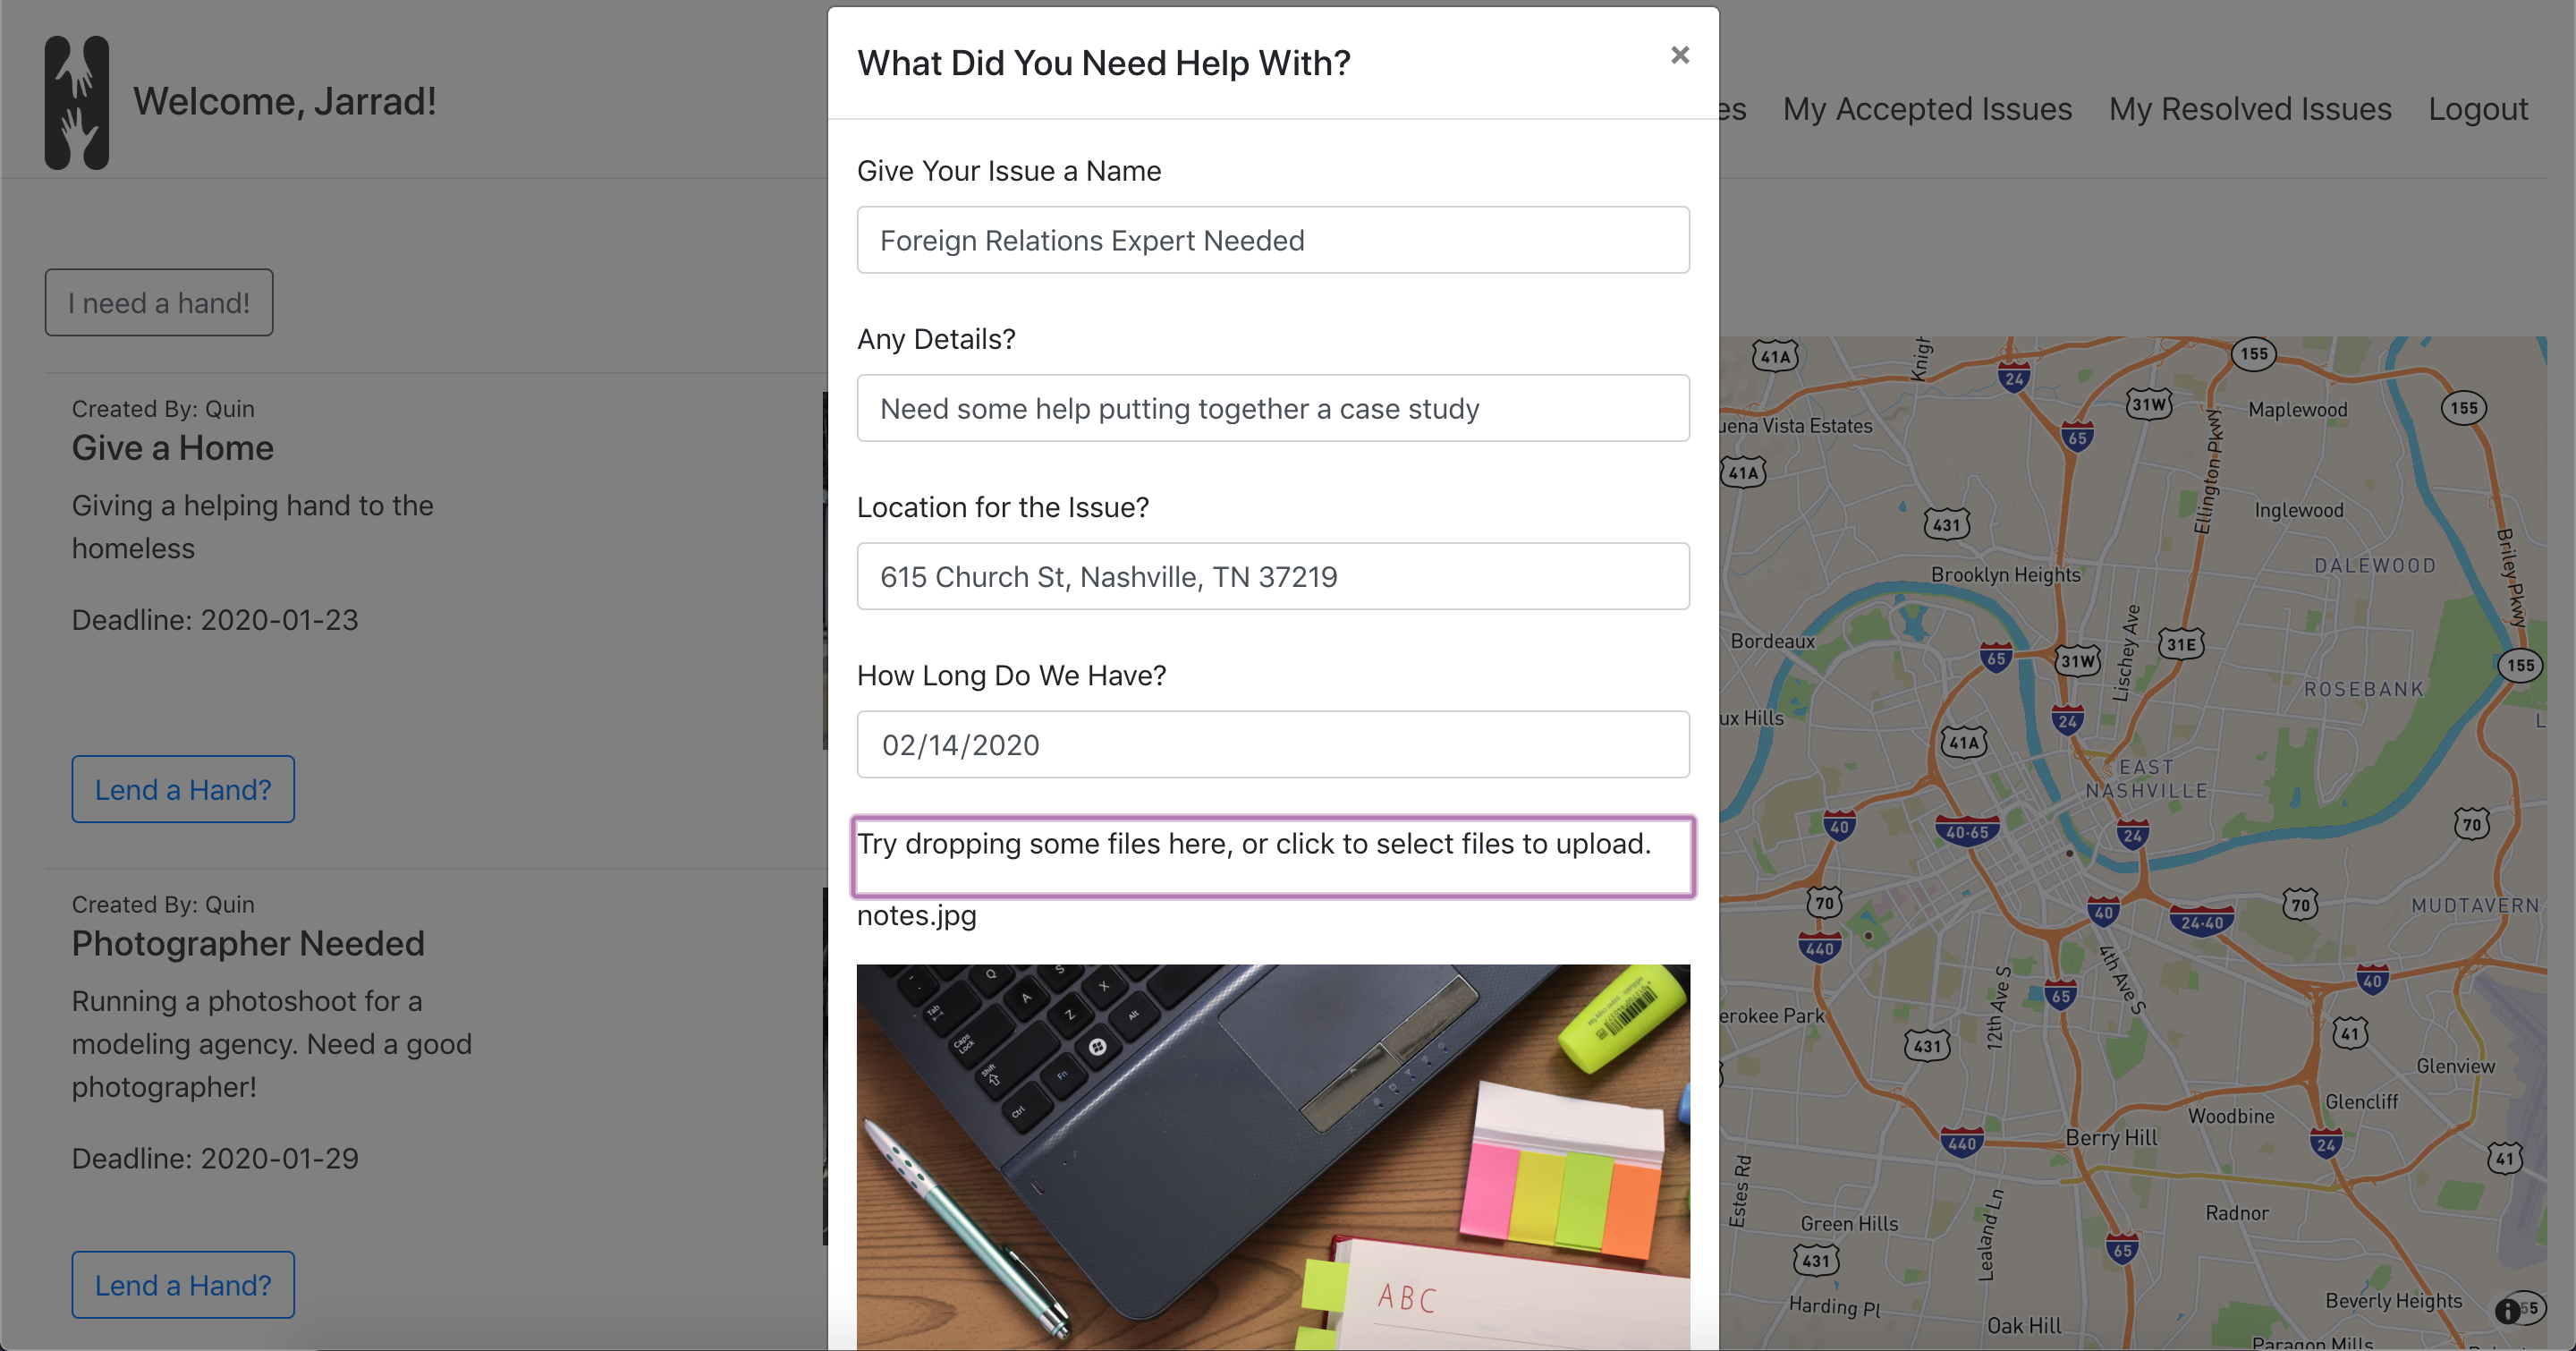 Welcome, Jarrad!
es
My Accepted Issues
My Resolved Issues
Logout
I need a hand!
Created By: Quin
Give a Home
Giving a helping hand to the
homeless
Deadline: 2020-01-23
Lend a Hand?
Created By: Quin
Photographer Needed
Running a photoshoot for a
modeling agency. Need a good
photographer!
Deadline: 2020-01-29
Lend a Hand?
What Did You Need Help With?
×
Give Your Issue a Name
Foreign Relations Expert Needed
Any Details?
Need some help putting together a case study
Location for the Issue?
615 Church St, Nashville, TN 37219
How Long Do We Have?
02/14/2020
Try dropping some files here, or click to select files to upload.
notes.jpg
Q
S
Tab
A
X
Caps
Lock
Z
Alt
Shift
Fn
Ctrl
ABC
41A
Knigh
24
155
31W
Maplewood
155
uena Vista Estates
65
41A
Ellington Pkwy
Inglewood
431
Briley Pkwy
DALEWOOD
Brooklyn Heights
Bordeaux
Lischey Ave
31E
65
31W
155
ROSEBANK
ux Hills
24
L
41A
EAST
NASHVILLE
40
40-65
24
70
70
40
24-40
70
MUDTAVERN
440
4th Ave S
40
65
12th Ave S
erokee Park
431
41
Glenview
Glencliff
Woodbine
440
Berry Hill
24
41
Estes Rd
Lealand Ln
Radnor
Green Hills
431
65
Harding Pl
Beverly Heights
55
Oak Hill
Paragon Mills